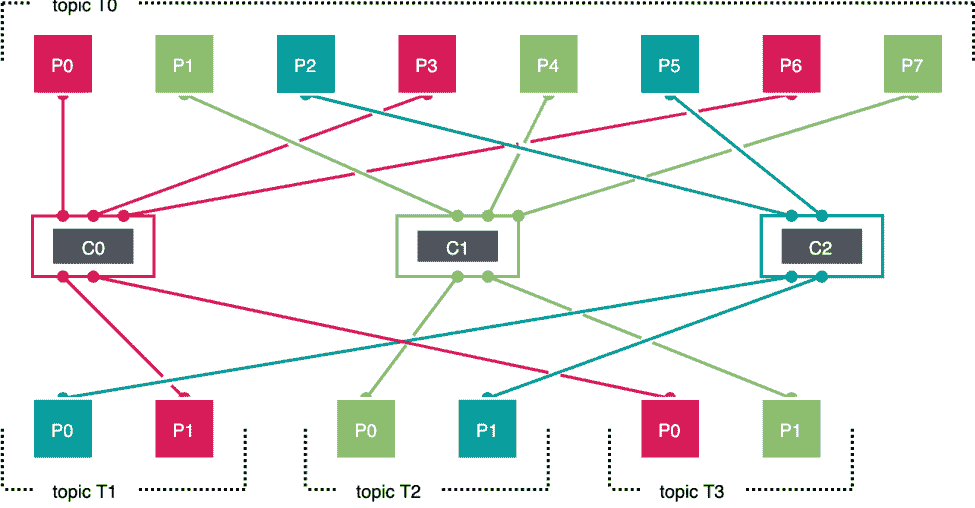 topic T0
P0 P1 P2 P3 P4 P5 P6 P7
C0 C1 C2
P0 P1 P0 P1 P0 P1
topic T1 topic T2 topic T3